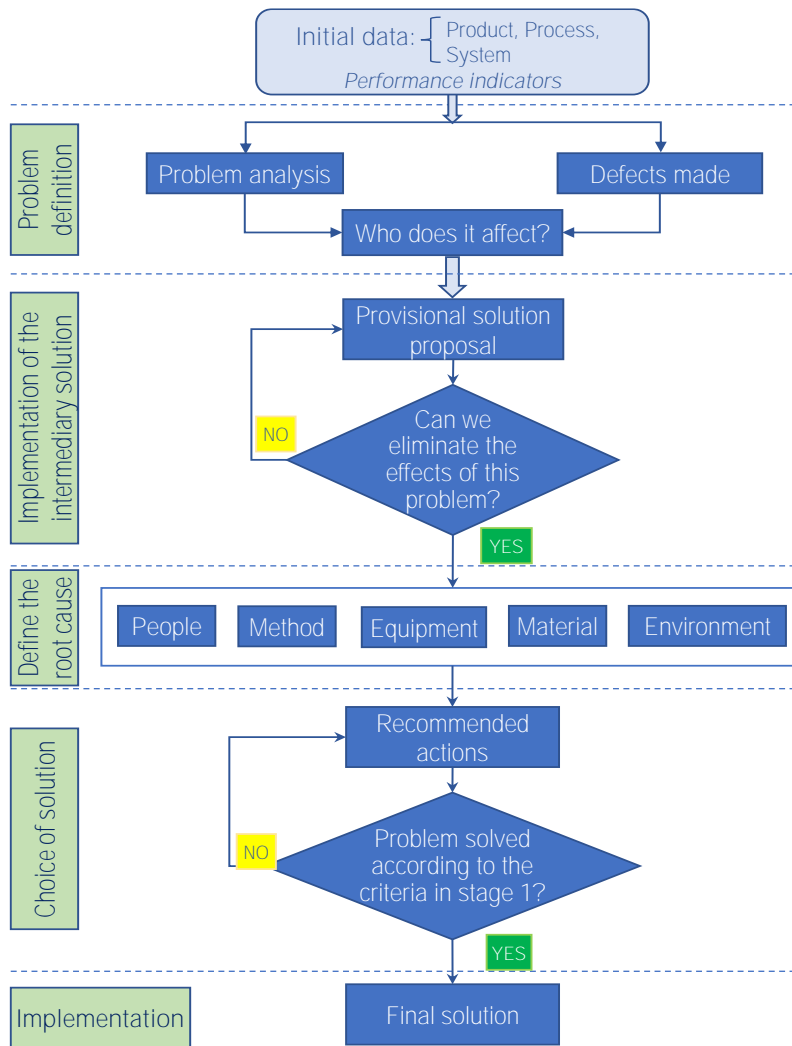 Initial data:
Product, Process,
System
Performance indicators
Problem
definition
Problem analysis
Defects made
Who does it affect?
Implementation of the
intermediary solution
Provisional solution
proposal
NO
Can we
eliminate the
effects of this
problem?
YES
Define the
root cause
People
Method
Equipment
Material
Environment
Choice of solution
Recommended
actions
NO
Problem solved
according to the
criteria in stage 1?
YES
Implementation
Final solution